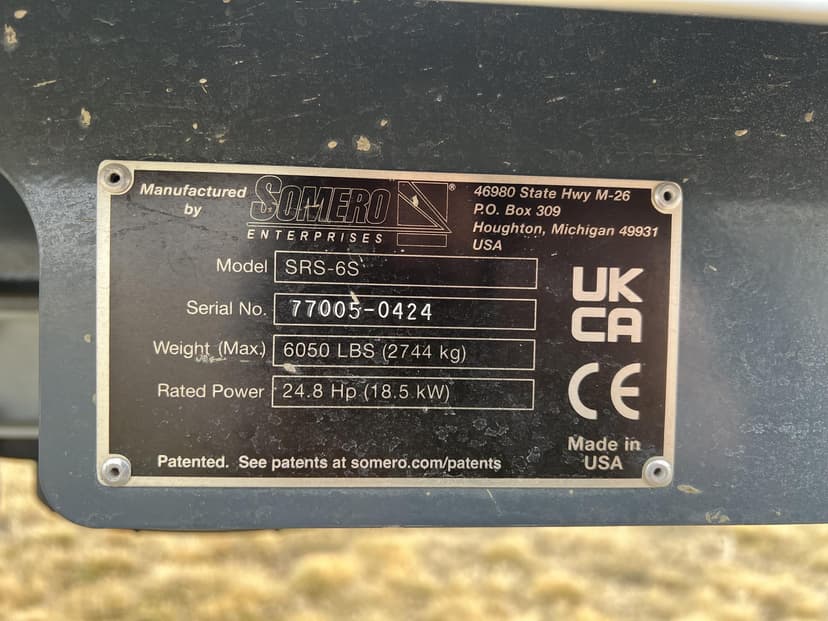 Manufactured by
SOMERO®
ENTERPRISES
46980 State Hwy M-26
P.O. Box 309
Houghton, Michigan 49931
USA
Model SRS-6S
Serial No. 77005-0424
Weight (Max.) 6050 LBS (2744 kg)
Rated Power 24.8 Hp (18.5 kW)
UK
CA
CE
Made in
USA
Patented. See patents at somero.com/patents